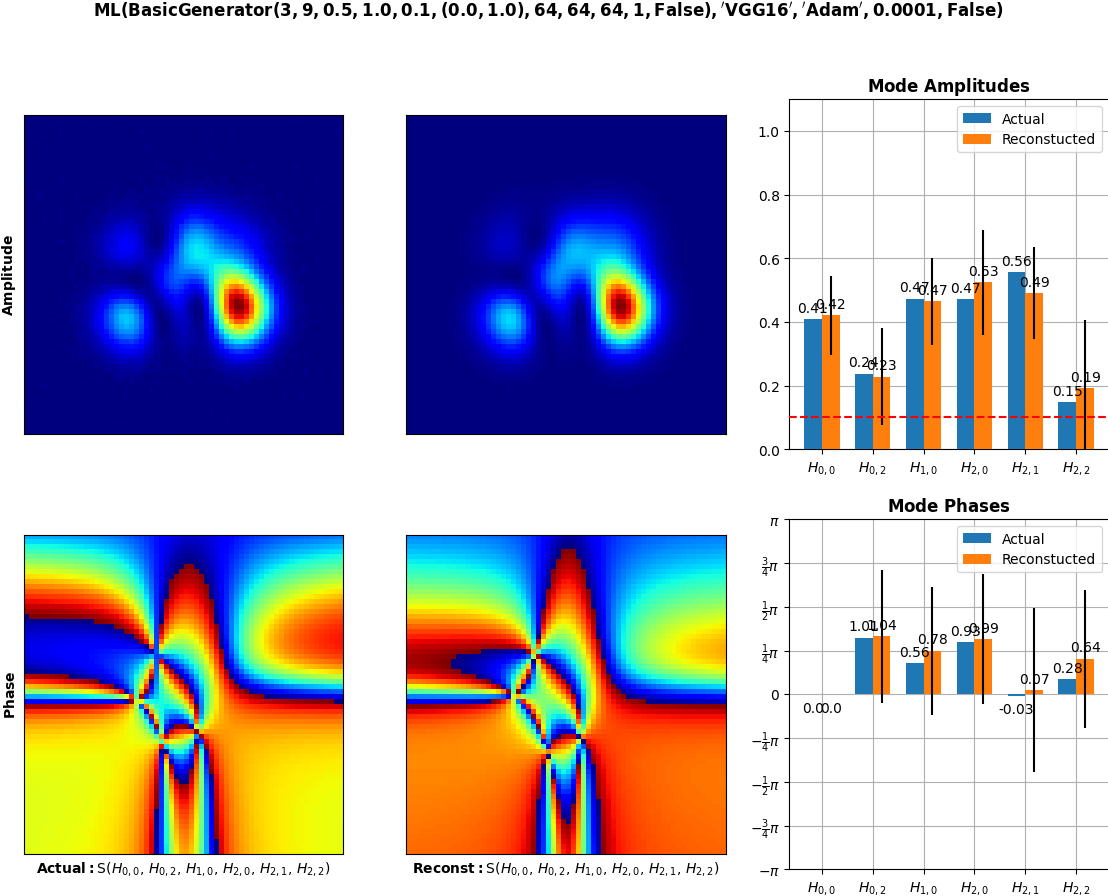 ML(BasicGenerator(3, 9, 0.5, 1.0, 0.1, (0.0, 1.0), 64, 64, 64, 1, False), ′VGG16′, ′Adam′, 0.0001, False)
Amplitude
Mode Amplitudes
Actual
Reconstucted
1.0
0.8
0.6
0.4
0.2
0.0
0.41 0.42 0.24 0.23 0.47 0.47 0.47 0.53 0.56 0.49 0.15 0.19
H0,0 H0,2 H1,0 H2,0 H2,1 H2,2
Phase
Actual: S(H0,0, H0,2, H1,0, H2,0, H2,1, H2,2)
Reconst: S(H0,0, H0,2, H1,0, H2,0, H2,1, H2,2)
Mode Phases
Actual
Reconstucted
π
3/4π
1/2π
1/4π
0
−1/4π
−1/2π
−3/4π
−π
0.0 0.0 1.01 1.04 0.56 0.78 0.93 0.99 -0.03 0.07 0.28 0.64
H0,0 H0,2 H1,0 H2,0 H2,1 H2,2